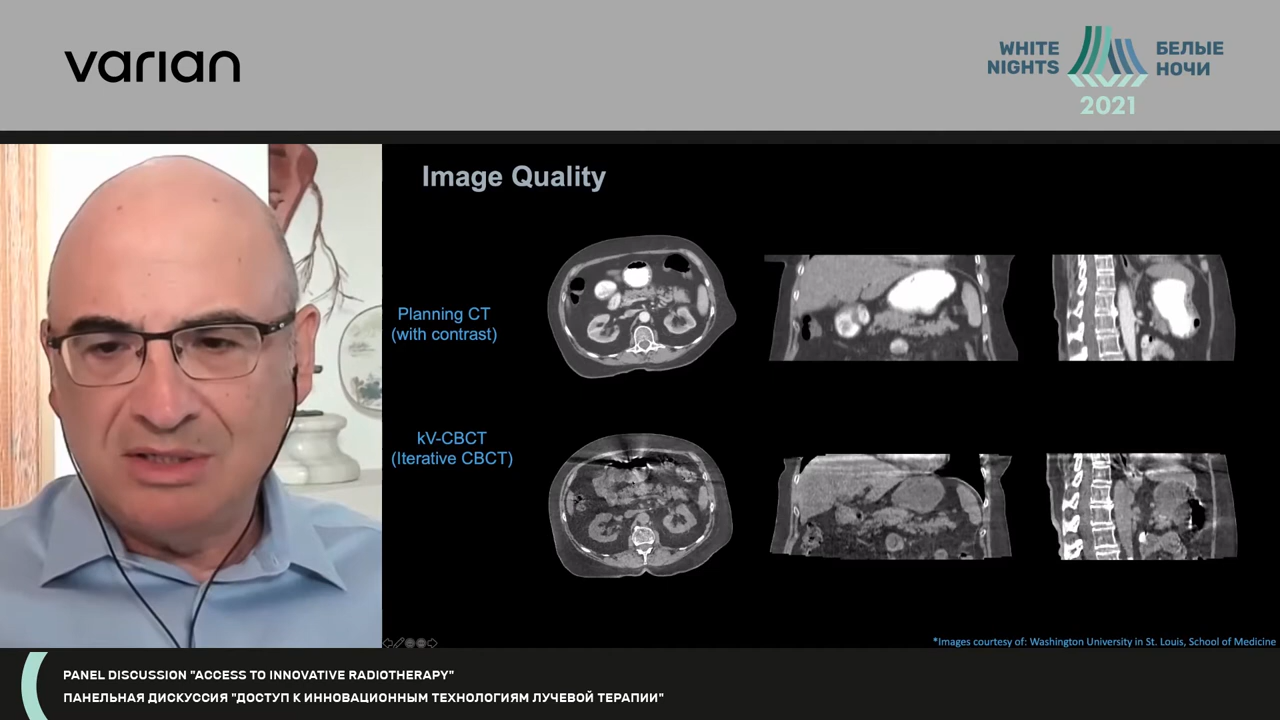 varian
WHITE
NIGHTS
БЕЛЫЕ
НОЧИ
2021
Image Quality
Planning CT
(with contrast)
kV-CBCT
(Iterative CBCT)
*Images courtesy of: Washington University in St. Louis, School of Medicine
PANEL DISCUSSION "ACCESS TO INNOVATIVE RADIOTHERAPY"
ПАНЕЛЬНАЯ ДИСКУССИЯ "ДОСТУП К ИННОВАЦИОННЫМ ТЕХНОЛОГИЯМ ЛУЧЕВОЙ ТЕРАПИИ"